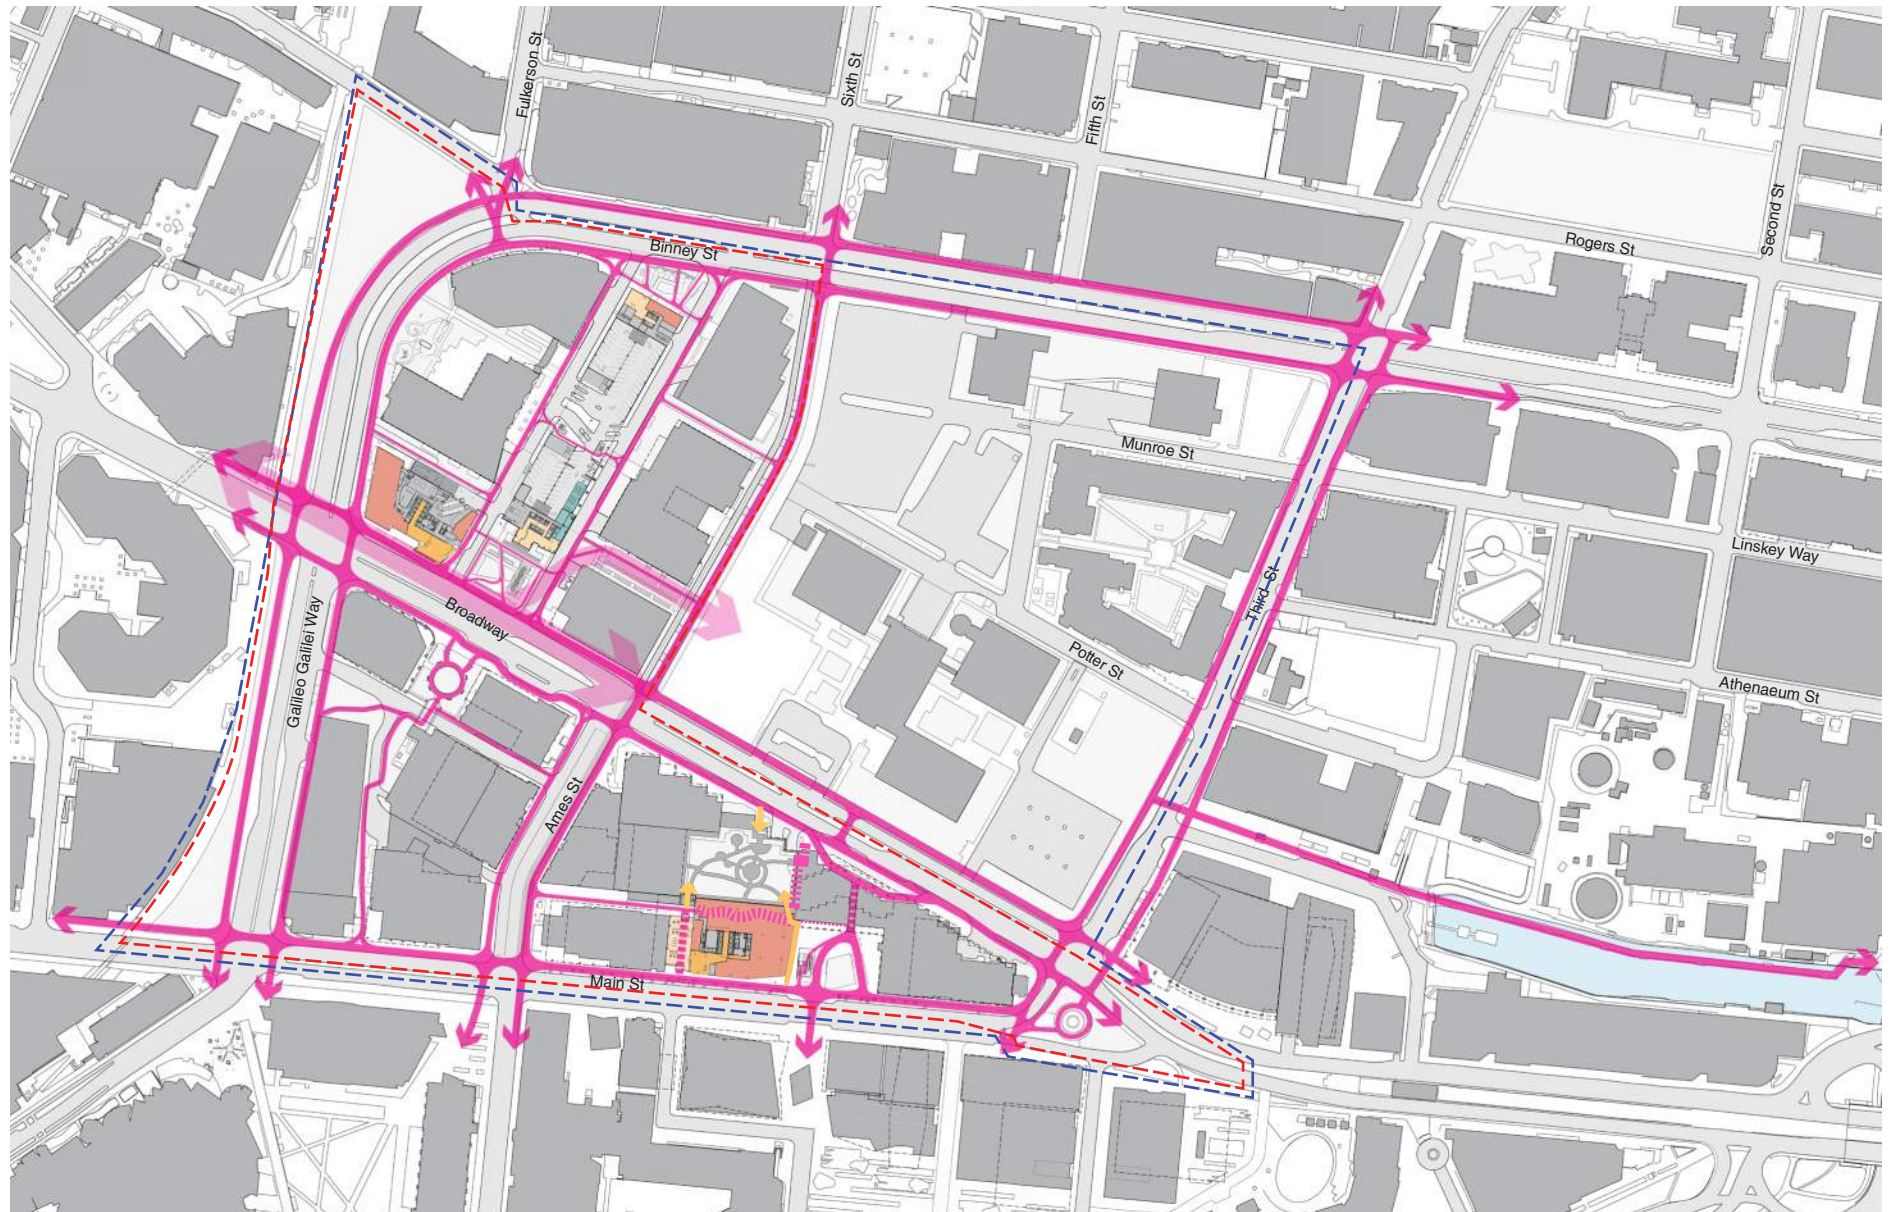 Fulkerson St
Sixth St
Fifth St
Second St
Rogers St
Binney St
Munroe St
Linskey Way
Third St
Broadway
Galileo Galilei Way
Potter St
Athenaeum St
Ames St
Main St